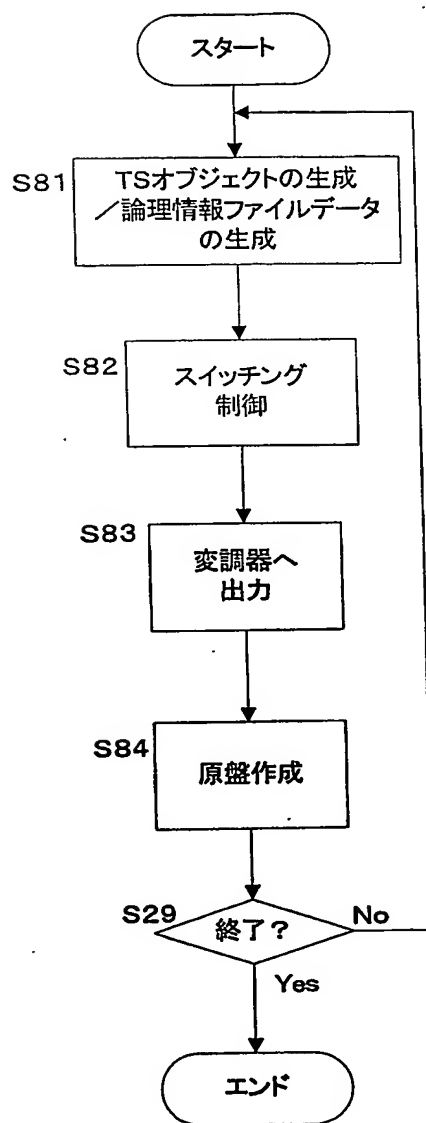 スタート
S81
TSオブジェクトの生成
／論理情報ファイルデータ
の生成
S82
スイッチング
制御
S83
変調器へ
出力
S84
原盤作成
S29
終了？
No
Yes
エンド